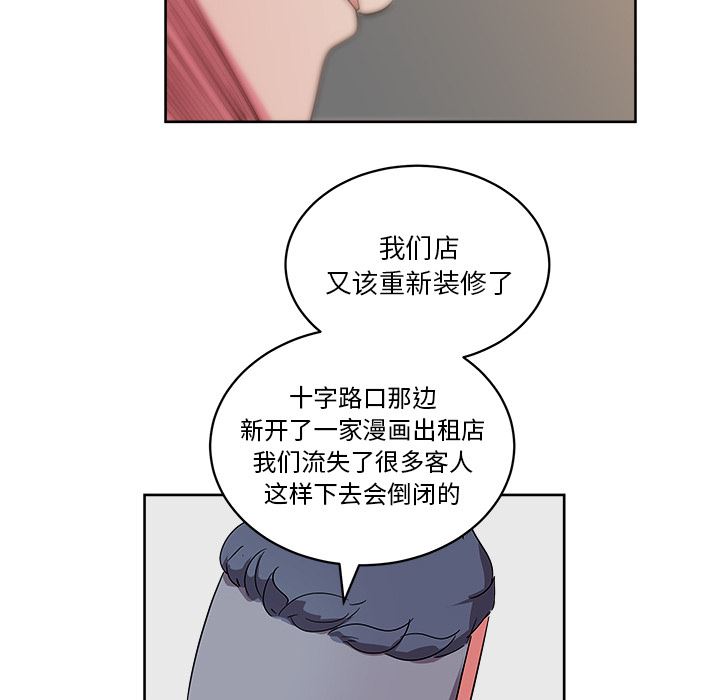 我们店
又该重新装修了
十字路口那边
新开了一家漫画出租店
我们流失了很多客人
这样下去会倒闭的